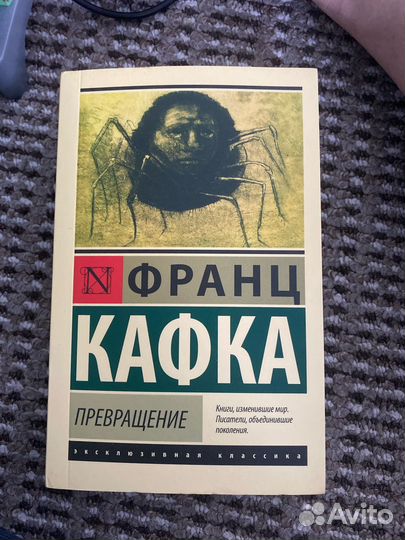 N ФРАНЦ
КАФКА
ПРЕВРАЩЕНИЕ
Книги, изменившие мир.
Писатели, объединившие
поколения.
эксклюзивная классика
Avito